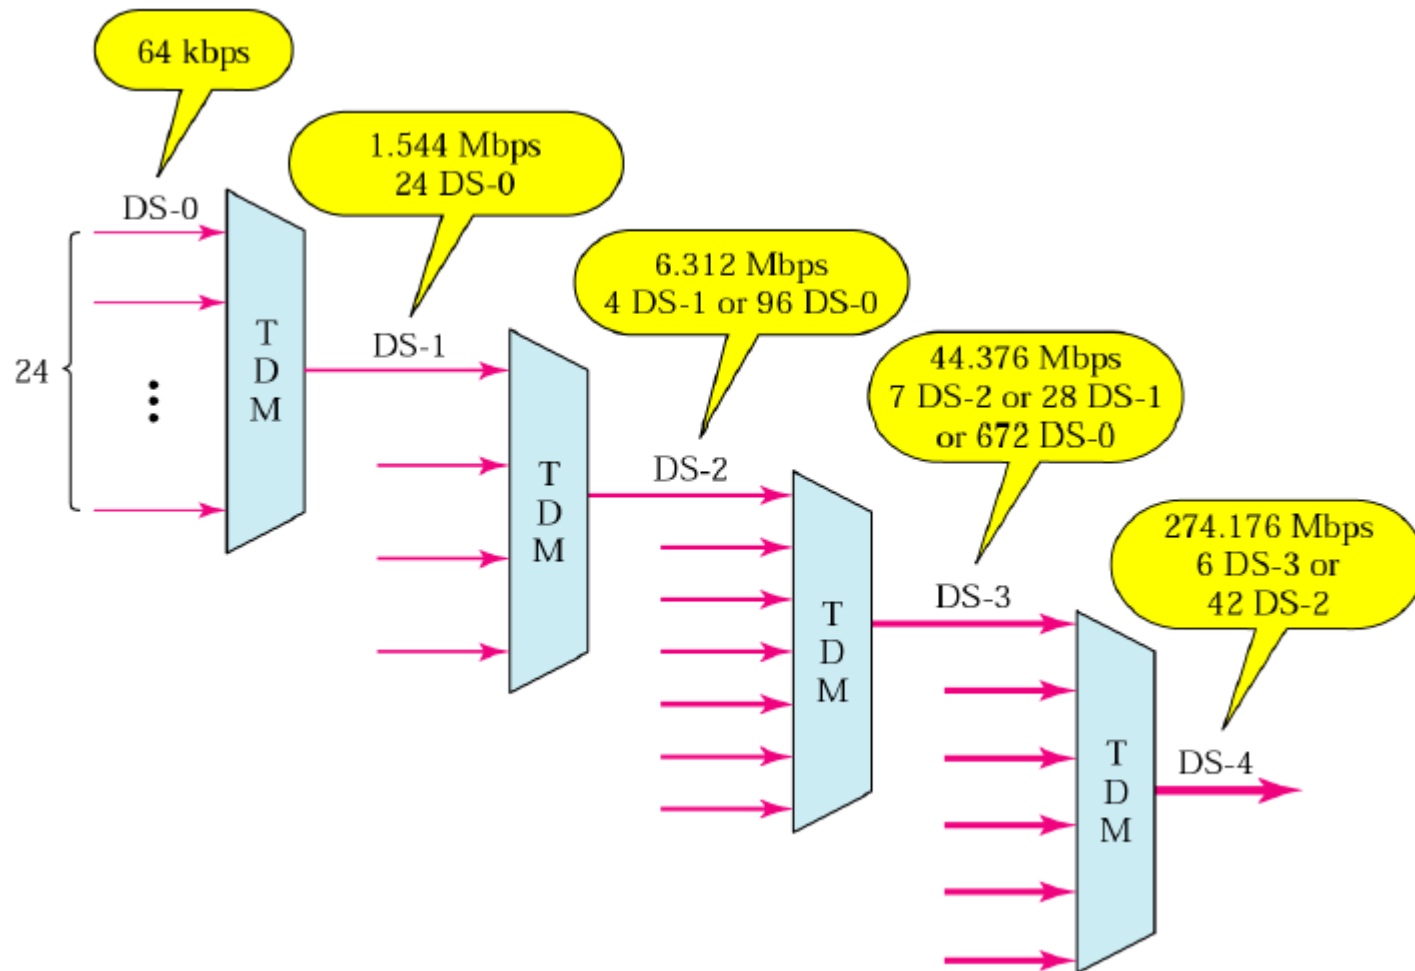 64 kbps
1.544 Mbps
24 DS-0
DS-0
6.312 Mbps
4 DS-1 or 96 DS-0
24
T
D
M
DS-1
44.376 Mbps
7 DS-2 or 28 DS-1
or 672 DS-0
T
D
M
DS-2
274.176 Mbps
6 DS-3 or
42 DS-2
T
D
M
DS-3
T
D
M
DS-4